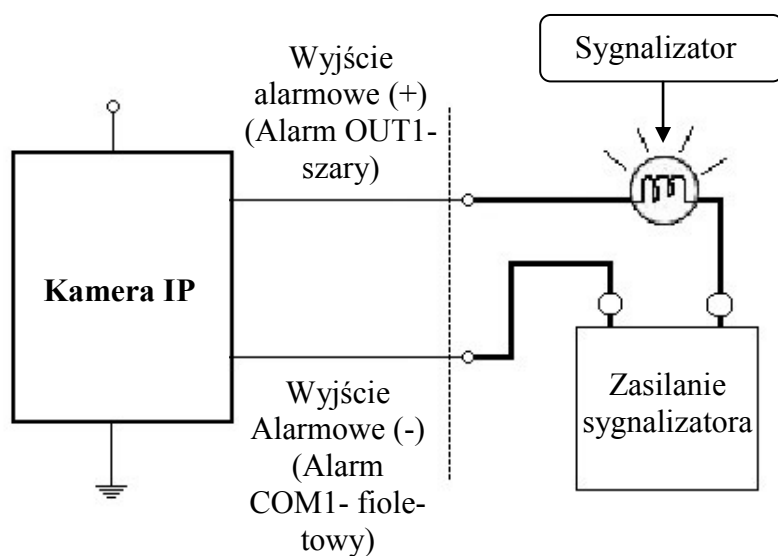 Wyjście
alarmowe (+)
(Alarm OUT1-
szary)
Sygnalizator
Kamera IP
Wyjście
Alarmowe (-)
(Alarm
COM1- fiole-
towy)
Zasilanie
sygnalizatora